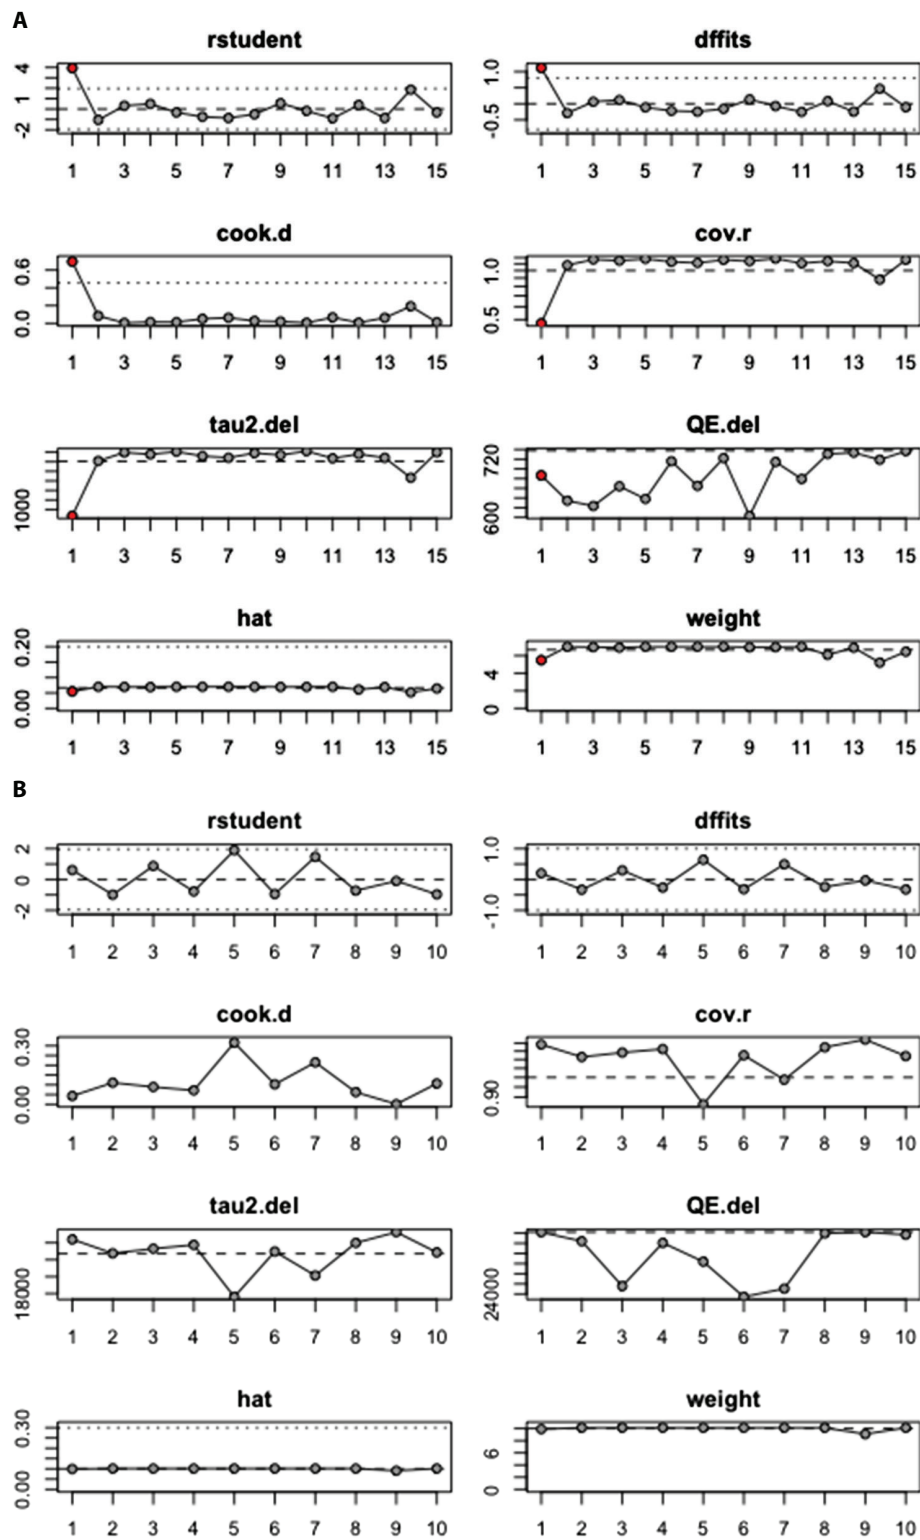 A
rstudent dffits
4 1 -2 1.0 -0.5
1 3 5 7 9 11 13 15 1 3 5 7 9 11 13 15
cook.d cov.r
0.6 0.0 1.0 0.5
1 3 5 7 9 11 13 15 1 3 5 7 9 11 13 15
tau2.del QE.del
1000 720 600
1 3 5 7 9 11 13 15 1 3 5 7 9 11 13 15
hat weight
0.20 0.00 4 0
1 3 5 7 9 11 13 15 1 3 5 7 9 11 13 15
B
rstudent dffits
2 0 -2 1.0 -1.0
1 2 3 4 5 6 7 8 9 10 1 2 3 4 5 6 7 8 9 10
cook.d cov.r
0.30 0.00 0.90
1 2 3 4 5 6 7 8 9 10 1 2 3 4 5 6 7 8 9 10
tau2.del QE.del
18000 24000
1 2 3 4 5 6 7 8 9 10 1 2 3 4 5 6 7 8 9 10
hat weight
0.30 0.00 6 0
1 2 3 4 5 6 7 8 9 10 1 2 3 4 5 6 7 8 9 10